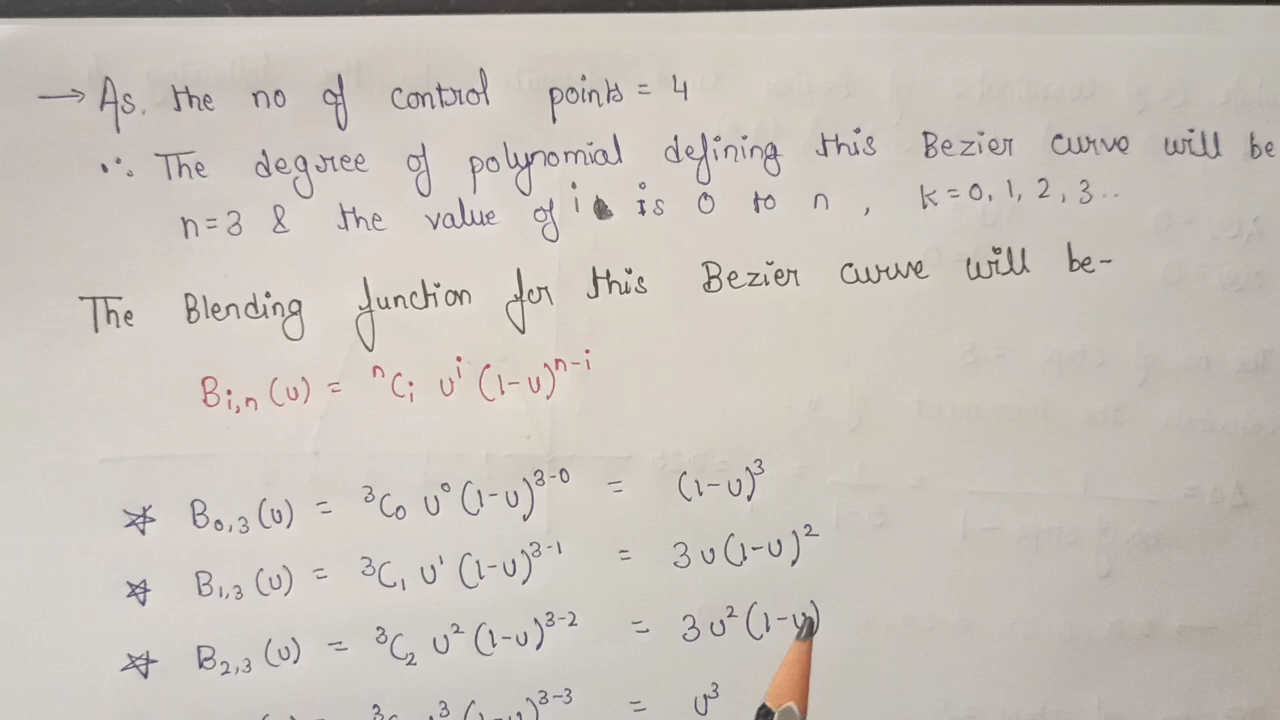 → As. the no of control points = 4
∴ The degree of polynomial defining this Bezier curve will be
n=3 & the value of i is 0 to n , k=0, 1, 2, 3..
The Blending function for this Bezier curve will be-
Bi,n (u) = ⁿCᵢ uⁱ (1-u)ⁿ⁻ⁱ
☆ B0,3 (u) = ³C₀ u⁰ (1-u)³⁻⁰ = (1-u)³
☆ B1,3 (u) = ³C₁ u¹ (1-u)³⁻¹ = 3u(1-u)²
☆ B2,3 (u) = ³C₂ u² (1-u)³⁻² = 3u²(1-u)
³⁻³ = u³